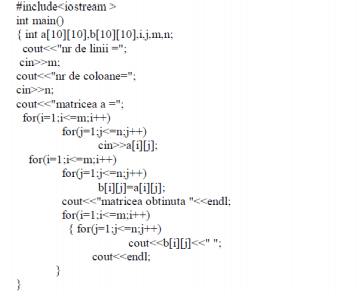 #include<iostream >
int main()
{ int a[10][10],b[10][10],i,j,m,n;
cout<<"nr de linii =";
cin>>m;
cout<<"nr de coloane=";
cin>>n;
cout<<"matricea a =";
for(i=1;i<=m;i++)
for(j=1;j<=n;j++)
cin>>a[i][j];
for(i=1;i<=m;i++)
for(j=1;j<=n;j++)
b[i][j]=a[i][j];
cout<<"matricea obtinuta "<<endl;
for(i=1;i<=m;i++)
{ for(j=1;j<=n;j++)
cout<<b[i][j]<<" ";
cout<<endl;
}
}